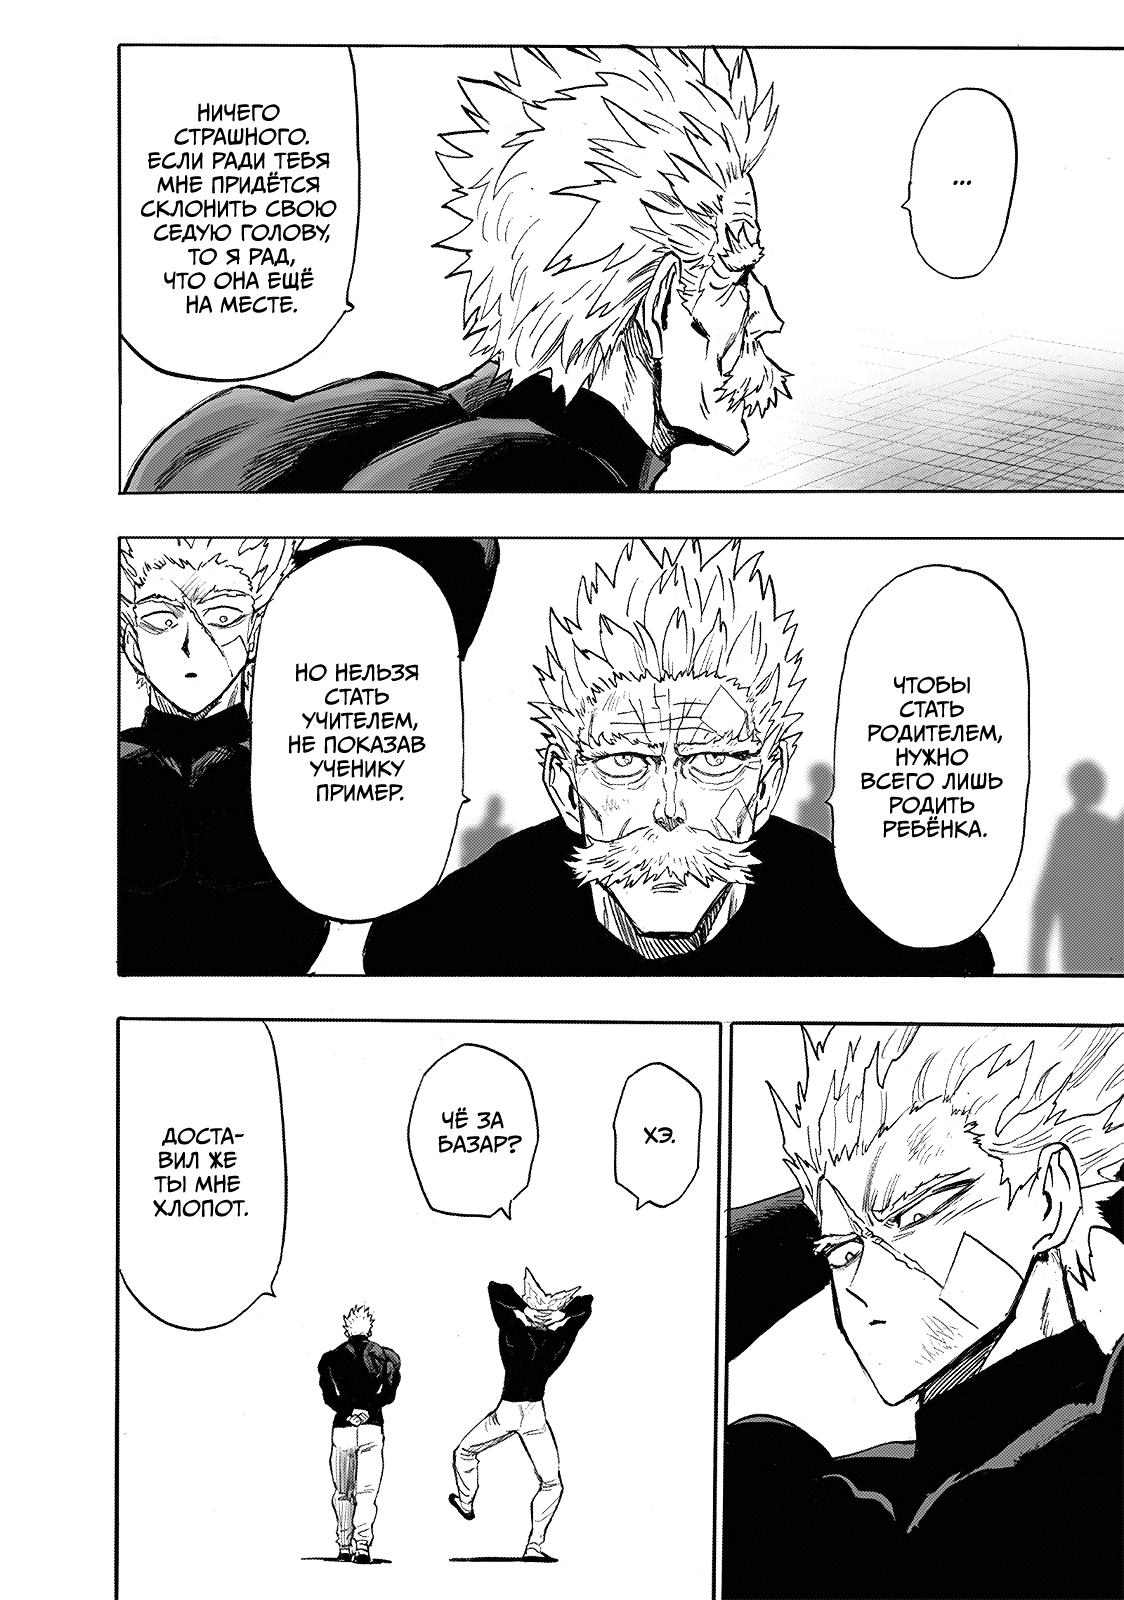 ...
НИЧЕГО
СТРАШНОГО.
ЕСЛИ РАДИ ТЕБЯ
МНЕ ПРИДЁТСЯ
СКЛОНИТЬ СВОЮ
СЕДУЮ ГОЛОВУ,
ТО Я РАД,
ЧТО ОНА ЕЩЁ
НА МЕСТЕ.
ЧТОБЫ
СТАТЬ
РОДИТЕЛЕМ,
НУЖНО
ВСЕГО ЛИШЬ
РОДИТЬ
РЕБЁНКА.
НО НЕЛЬЗЯ
СТАТЬ
УЧИТЕЛЕМ,
НЕ ПОКАЗАВ
УЧЕНИКУ
ПРИМЕР.
ХЭ.
ЧЁ ЗА
БАЗАР?
ДОСТА-
ВИЛ ЖЕ
ТЫ МНЕ
ХЛОПОТ.